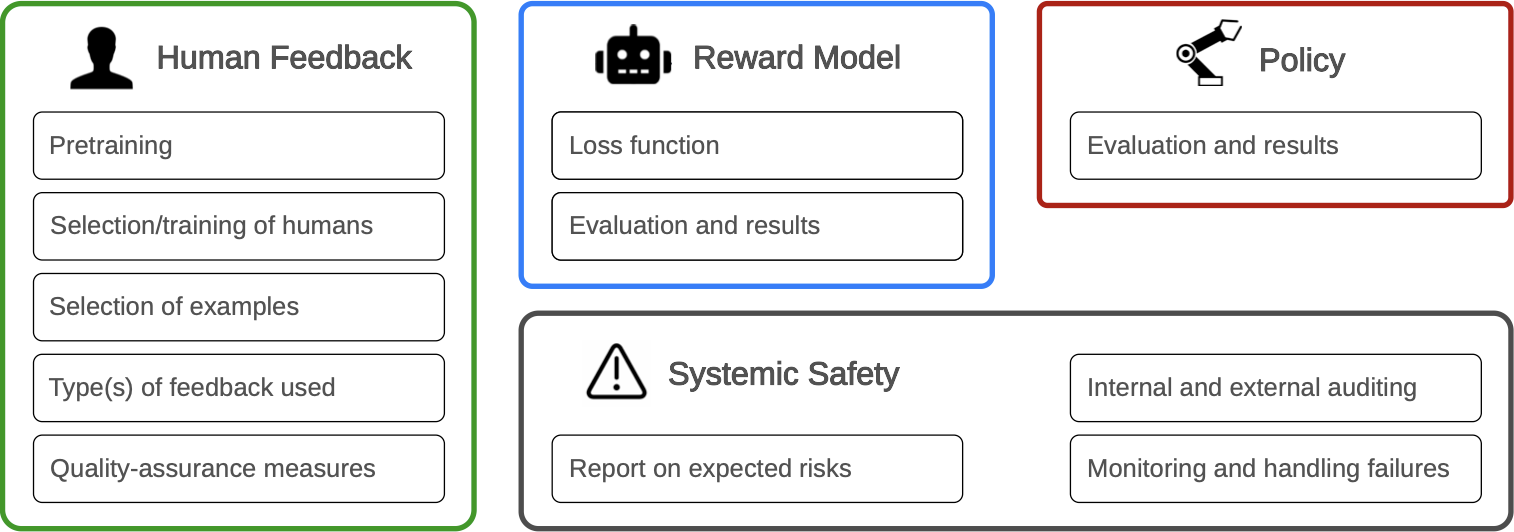 Human Feedback
Pretraining
Selection/training of humans
Selection of examples
Type(s) of feedback used
Quality-assurance measures
Reward Model
Loss function
Evaluation and results
Policy
Evaluation and results
Systemic Safety
Report on expected risks
Internal and external auditing
Monitoring and handling failures